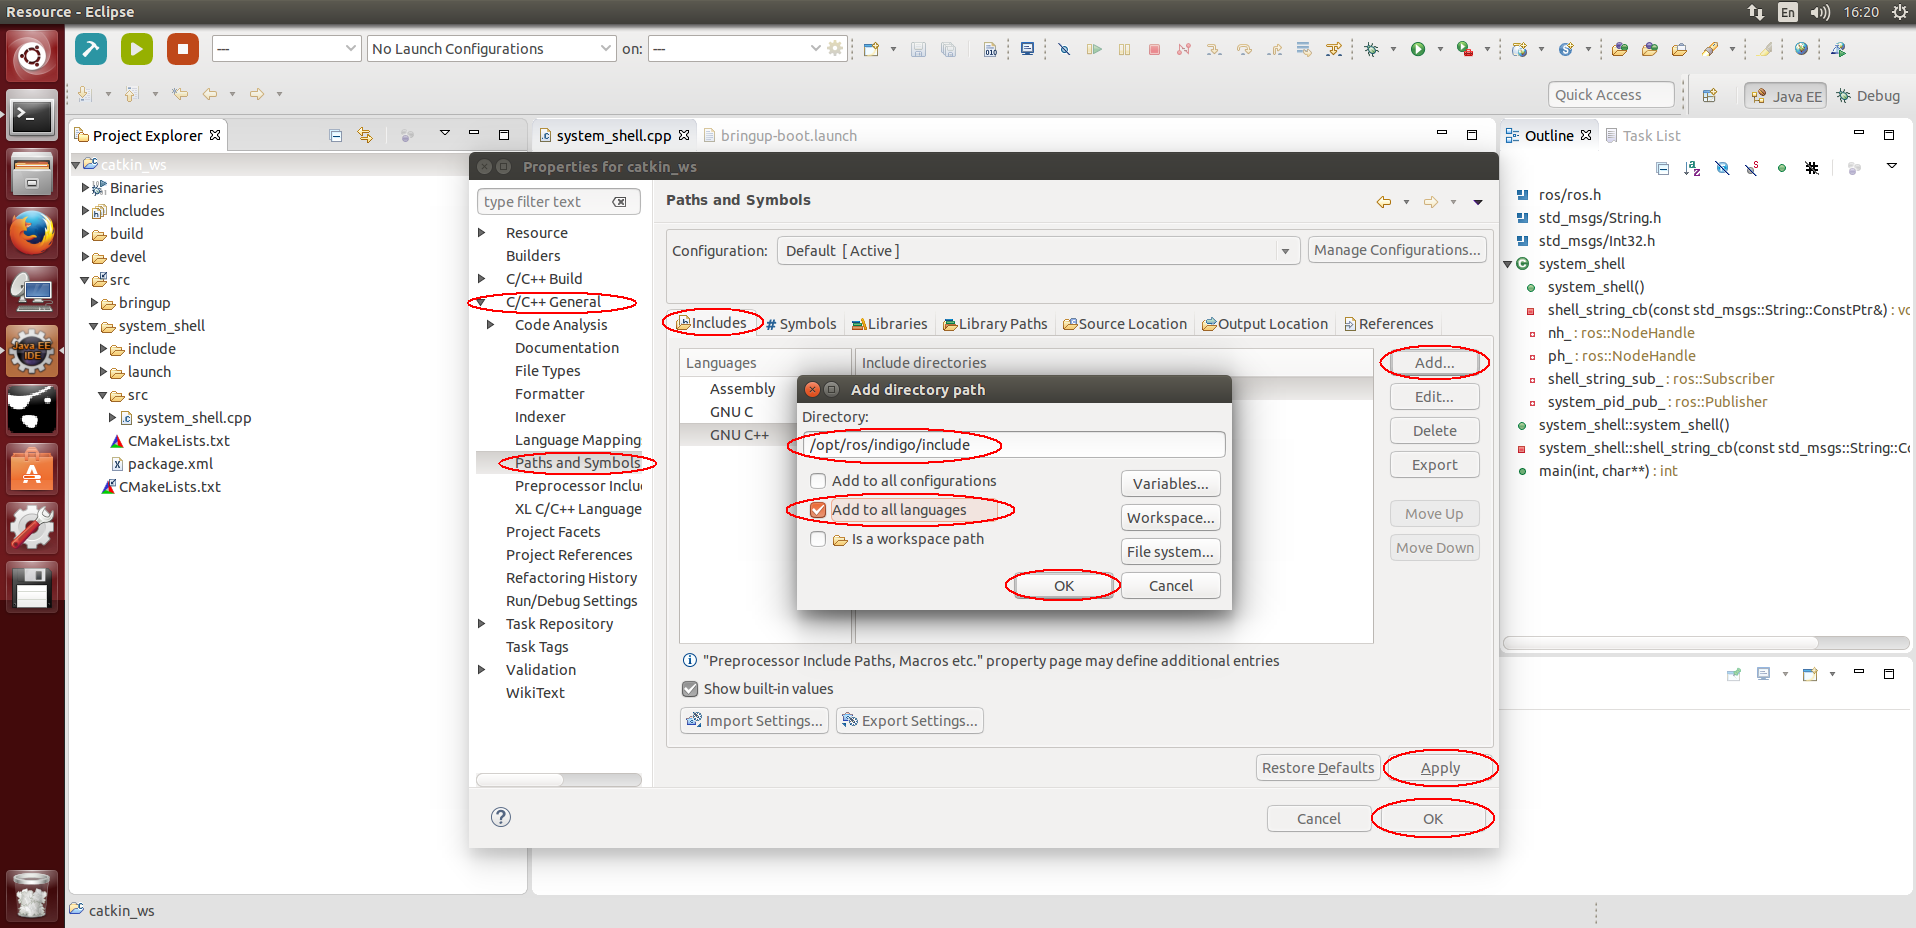 Resource - Eclipse
En
16:20
---
No Launch Configurations
on:
---
Quick Access
Java EE
Debug
Project Explorer
system_shell.cpp
bringup-boot.launch
Outline
Task List
catkin_ws
Binaries
Includes
build
devel
src
bringup
system_shell
include
launch
src
system_shell.cpp
CMakeLists.txt
package.xml
CMakeLists.txt
Java EE
IDE
Properties for catkin_ws
type filter text
Resource
Builders
C/C++ Build
C/C++ General
Code Analysis
Documentation
File Types
Formatter
Indexer
Language Mapping
Paths and Symbols
Preprocessor Inclu
XL C/C++ Language
Project Facets
Project References
Refactoring History
Run/Debug Settings
Task Repository
Task Tags
Validation
WikiText
Paths and Symbols
Configuration:
Default [ Active ]
Manage Configurations...
Includes
# Symbols
Libraries
Library Paths
Source Location
Output Location
References
Languages
Include directories
Assembly
GNU C
GNU C++
Add...
Edit...
Delete
Export
Move Up
Move Down
Add directory path
Directory:
/opt/ros/indigo/include
Add to all configurations
Add to all languages
Is a workspace path
Variables...
Workspace...
File system...
OK
Cancel
"Preprocessor Include Paths, Macros etc." property page may define additional entries
Show built-in values
Import Settings...
Export Settings...
Restore Defaults
Apply
Cancel
OK
ros/ros.h
std_msgs/String.h
std_msgs/Int32.h
system_shell
system_shell()
shell_string_cb(const std_msgs::String::ConstPtr&) : vo
nh_ : ros::NodeHandle
ph_ : ros::NodeHandle
shell_string_sub_ : ros::Subscriber
system_pid_pub_ : ros::Publisher
system_shell::system_shell()
system_shell::shell_string_cb(const std_msgs::String::Co
main(int, char**) : int
catkin_ws